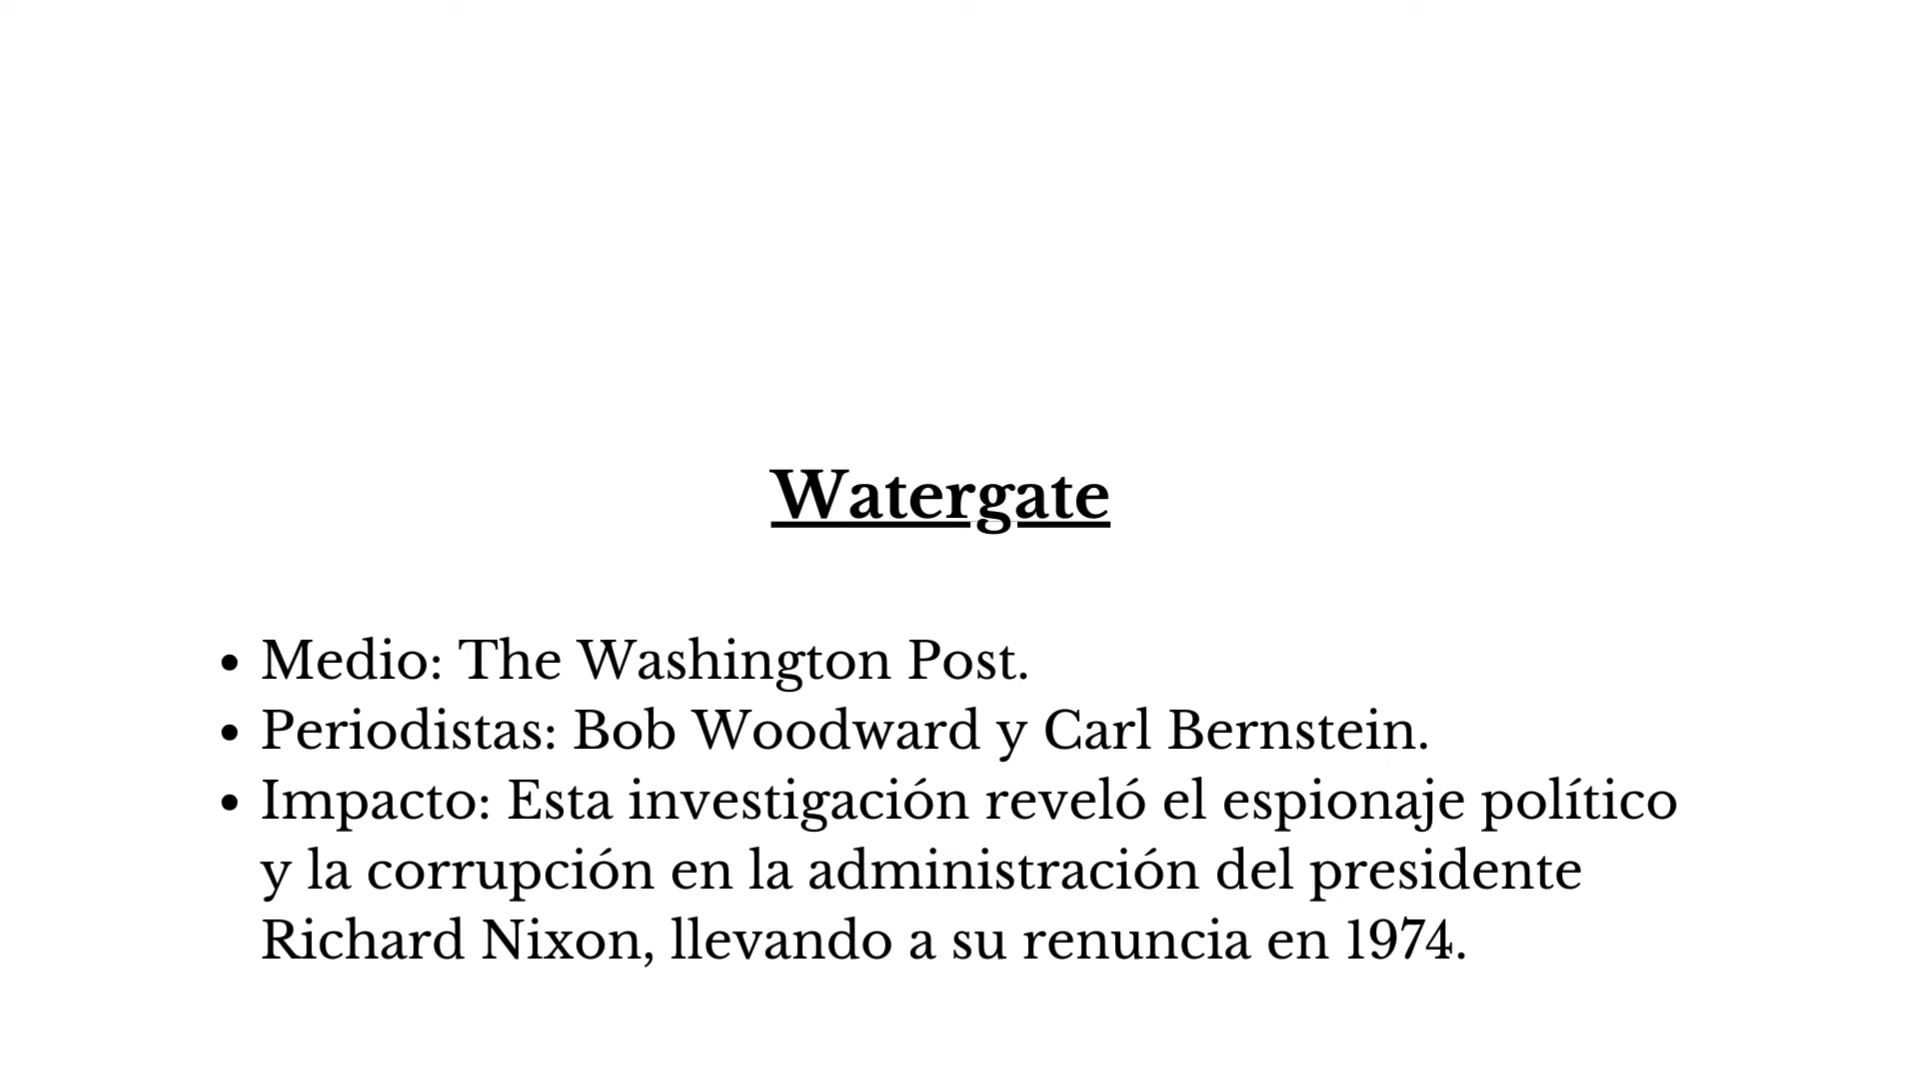 Watergate
• Medio: The Washington Post.
• Periodistas: Bob Woodward y Carl Bernstein.
• Impacto: Esta investigación reveló el espionaje político
y la corrupción en la administración del presidente
Richard Nixon, llevando a su renuncia en 1974.